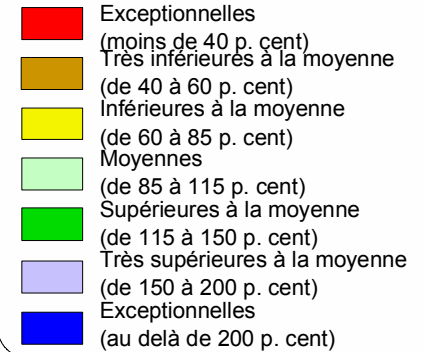 Exceptionnelles
(moins de 40 p. cent)
Très inférieures à la moyenne
(de 40 à 60 p. cent)
Inférieures à la moyenne
(de 60 à 85 p. cent)
Moyennes
(de 85 à 115 p. cent)
Supérieures à la moyenne
(de 115 à 150 p. cent)
Très supérieures à la moyenne
(de 150 à 200 p. cent)
Exceptionnelles
(au delà de 200 p. cent)